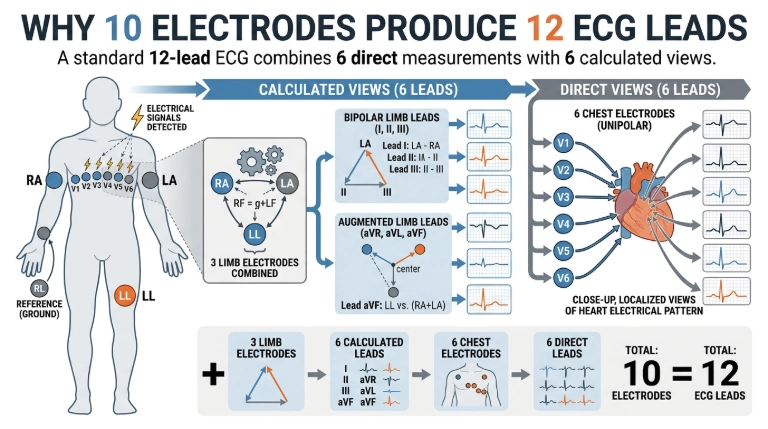 WHY 10 ELECTRODES PRODUCE 12 ECG LEADS
A standard 12-lead ECG combines 6 direct measurements with 6 calculated views.
ELECTRICAL
SIGNALS
DETECTED
RA
V1 V2 V3 V4 V5 V6
LA
RL
REFERENCE
(GROUND)
LL
LL
CALCULATED VIEWS (6 LEADS)
RA
LA
RF = g+LF
LL
3 LIMB ELECTRODES
COMBINED
BIPOLAR LIMB LEADS
(I, II, III)
LA
II
III
Lead I: LA - RA
Lead II: IA - II
Lead III: II - III
AUGMENTED LIMB LEADS
(aVR, aVL, aVF)
center
Lead aVF: LL vs. (RA+LA)
DIRECT VIEWS (6 LEADS)
6 CHEST ELECTRODES
(UNIPOLAR)
V1
V2
V3
V4
V5
V6
CLOSE-UP, LOCALIZED VIEWS
OF HEART ELECTRICAL PATTERN
+
3 LIMB
ELECTRODES
6 CALCULATED
LEADS
I
II aVR
III aVL
aVF aVF
6 CHEST
ELECTRODES
6 DIRECT
LEADS
TOTAL:
10
ELECTRODES
=
TOTAL:
12
ECG LEADS